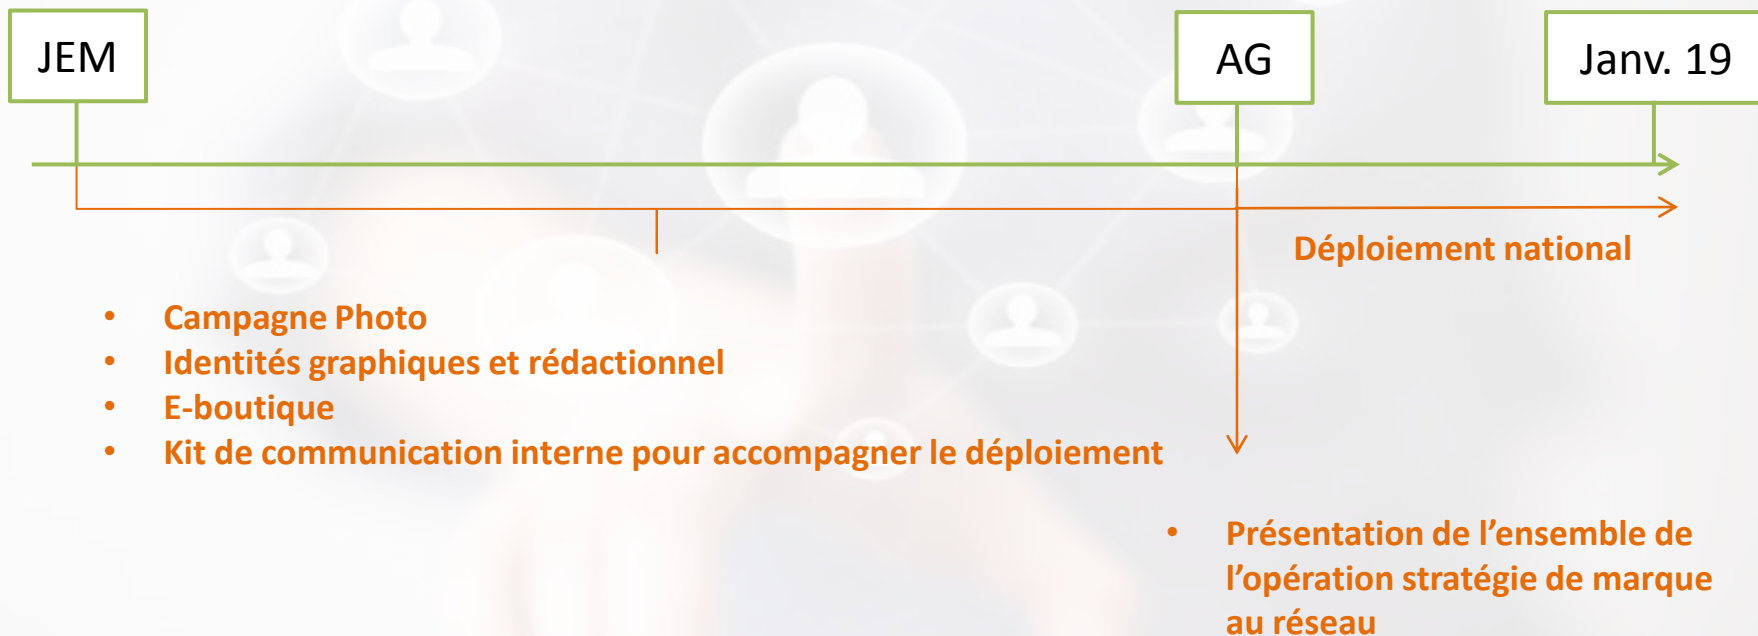 JEM
AG
Janv. 19
Déploiement national
• Campagne Photo
• Identités graphiques et rédactionnel
• E-boutique
• Kit de communication interne pour accompagner le déploiement
• Présentation de l’ensemble de
l’opération stratégie de marque
au réseau